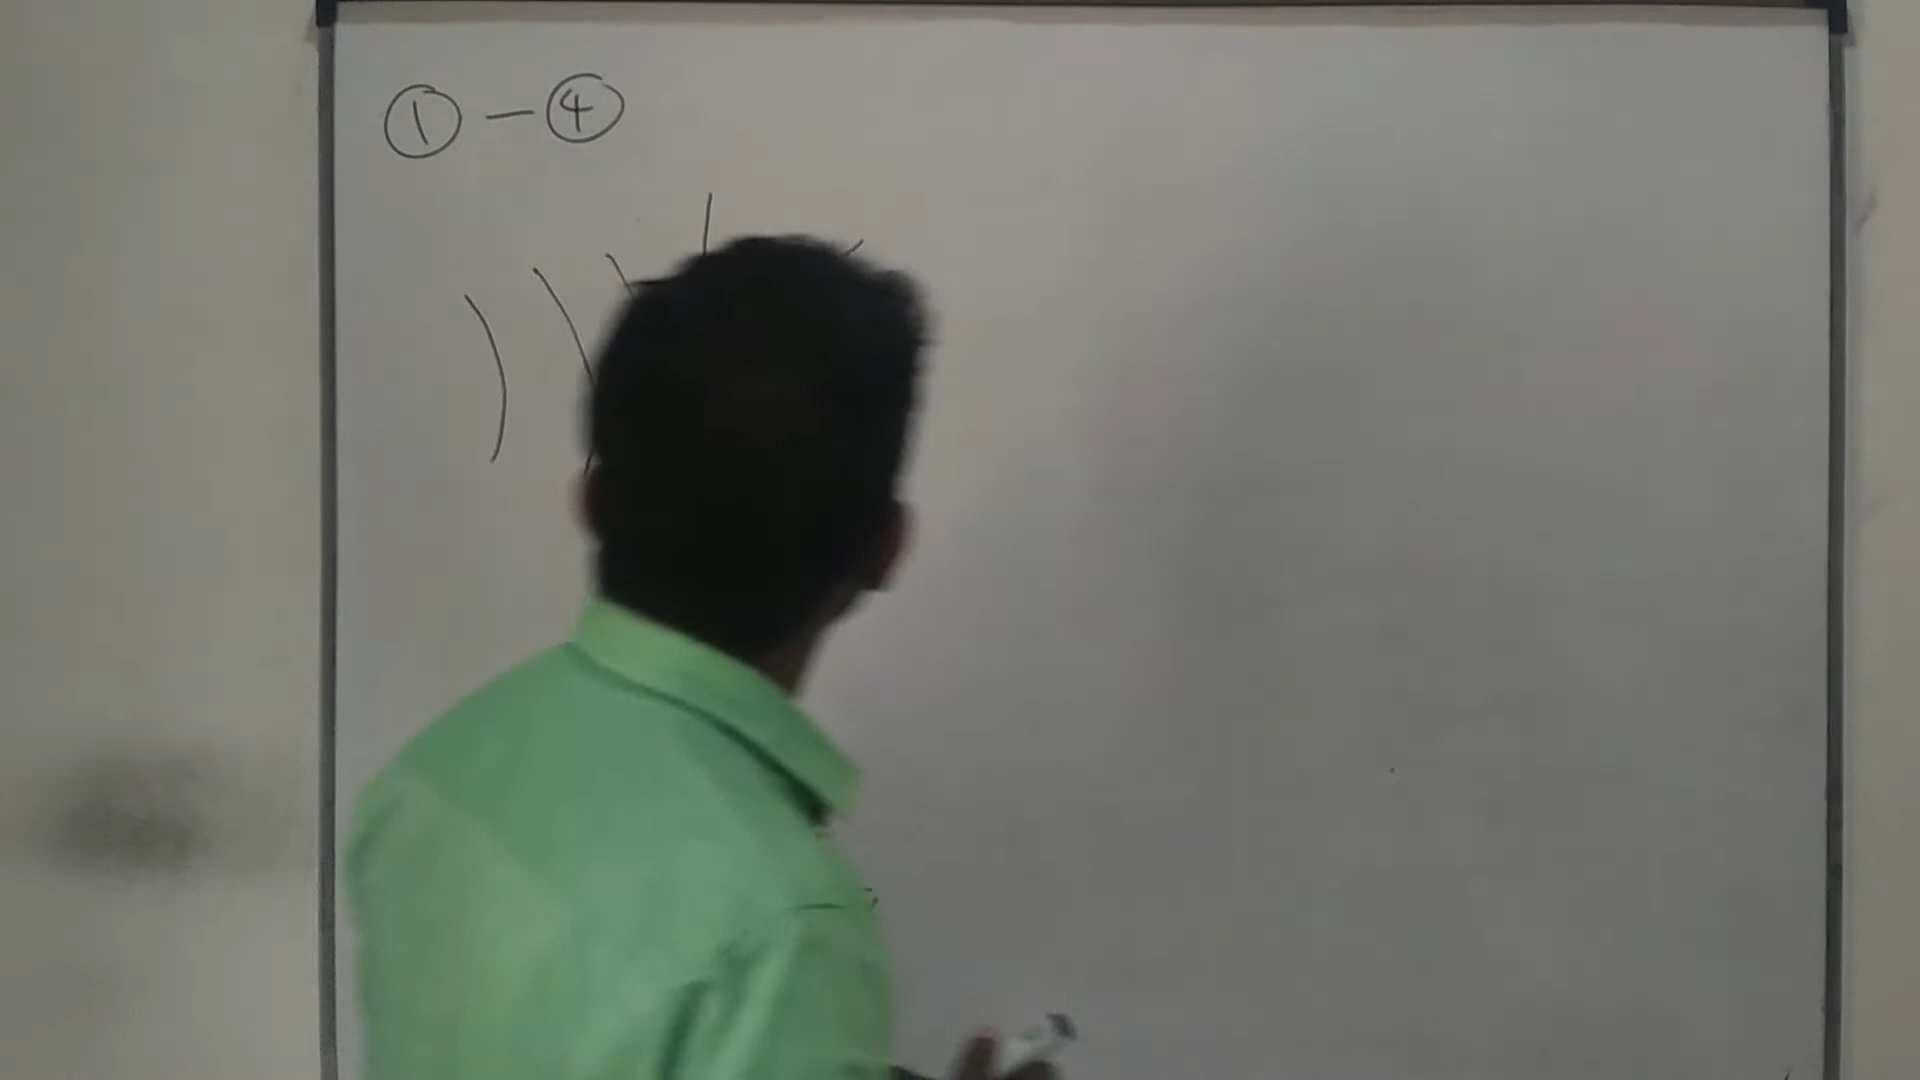 ① – ④